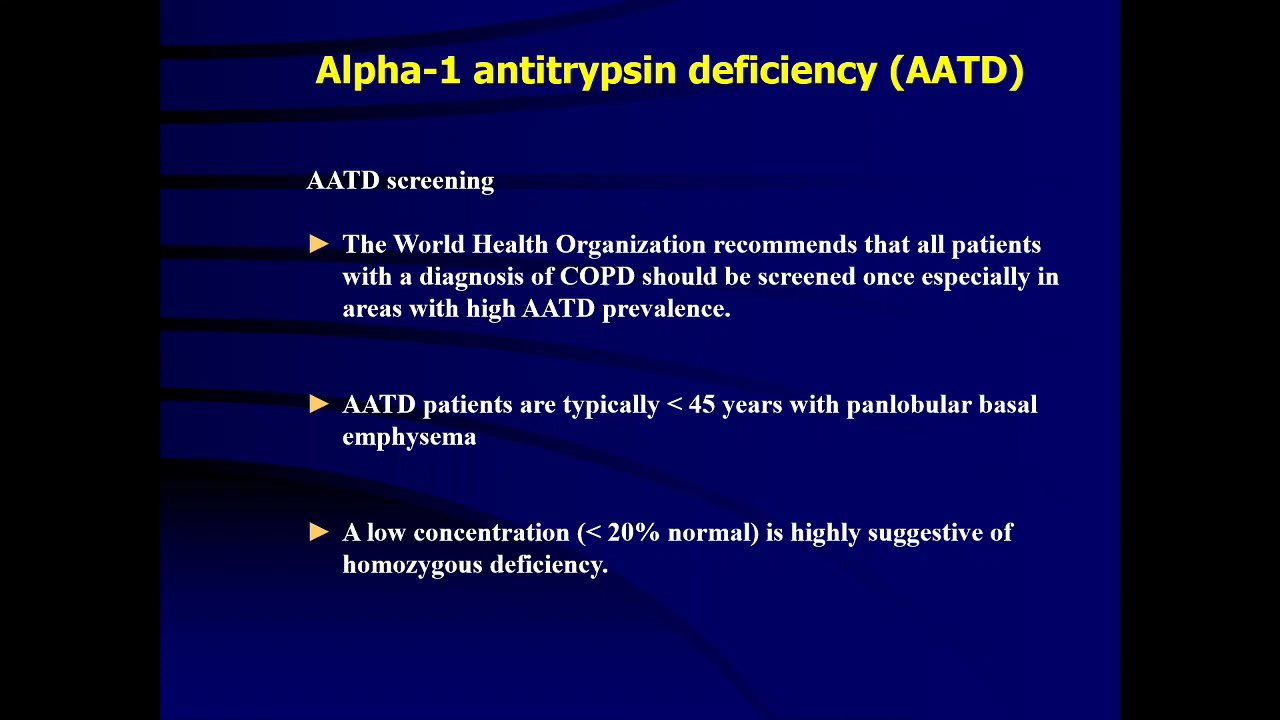 Alpha-1 antitrypsin deficiency (AATD)
AATD screening
► The World Health Organization recommends that all patients
with a diagnosis of COPD should be screened once especially in
areas with high AATD prevalence.
► AATD patients are typically < 45 years with panlobular basal
emphysema
► A low concentration (< 20% normal) is highly suggestive of
homozygous deficiency.